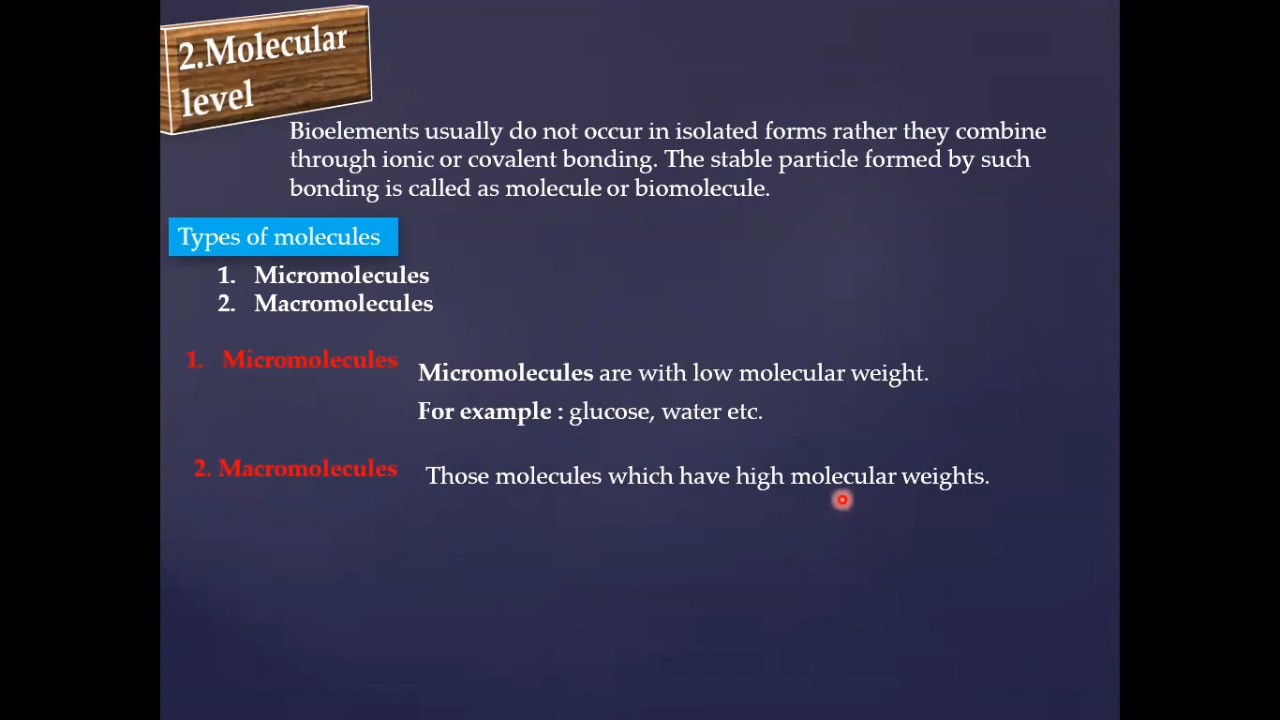 2.Molecular
level
Bioelements usually do not occur in isolated forms rather they combine
through ionic or covalent bonding. The stable particle formed by such
bonding is called as molecule or biomolecule.
Types of molecules
1. Micromolecules
2. Macromolecules
1. Micromolecules
Micromolecules are with low molecular weight.
For example : glucose, water etc.
2. Macromolecules
Those molecules which have high molecular weights.